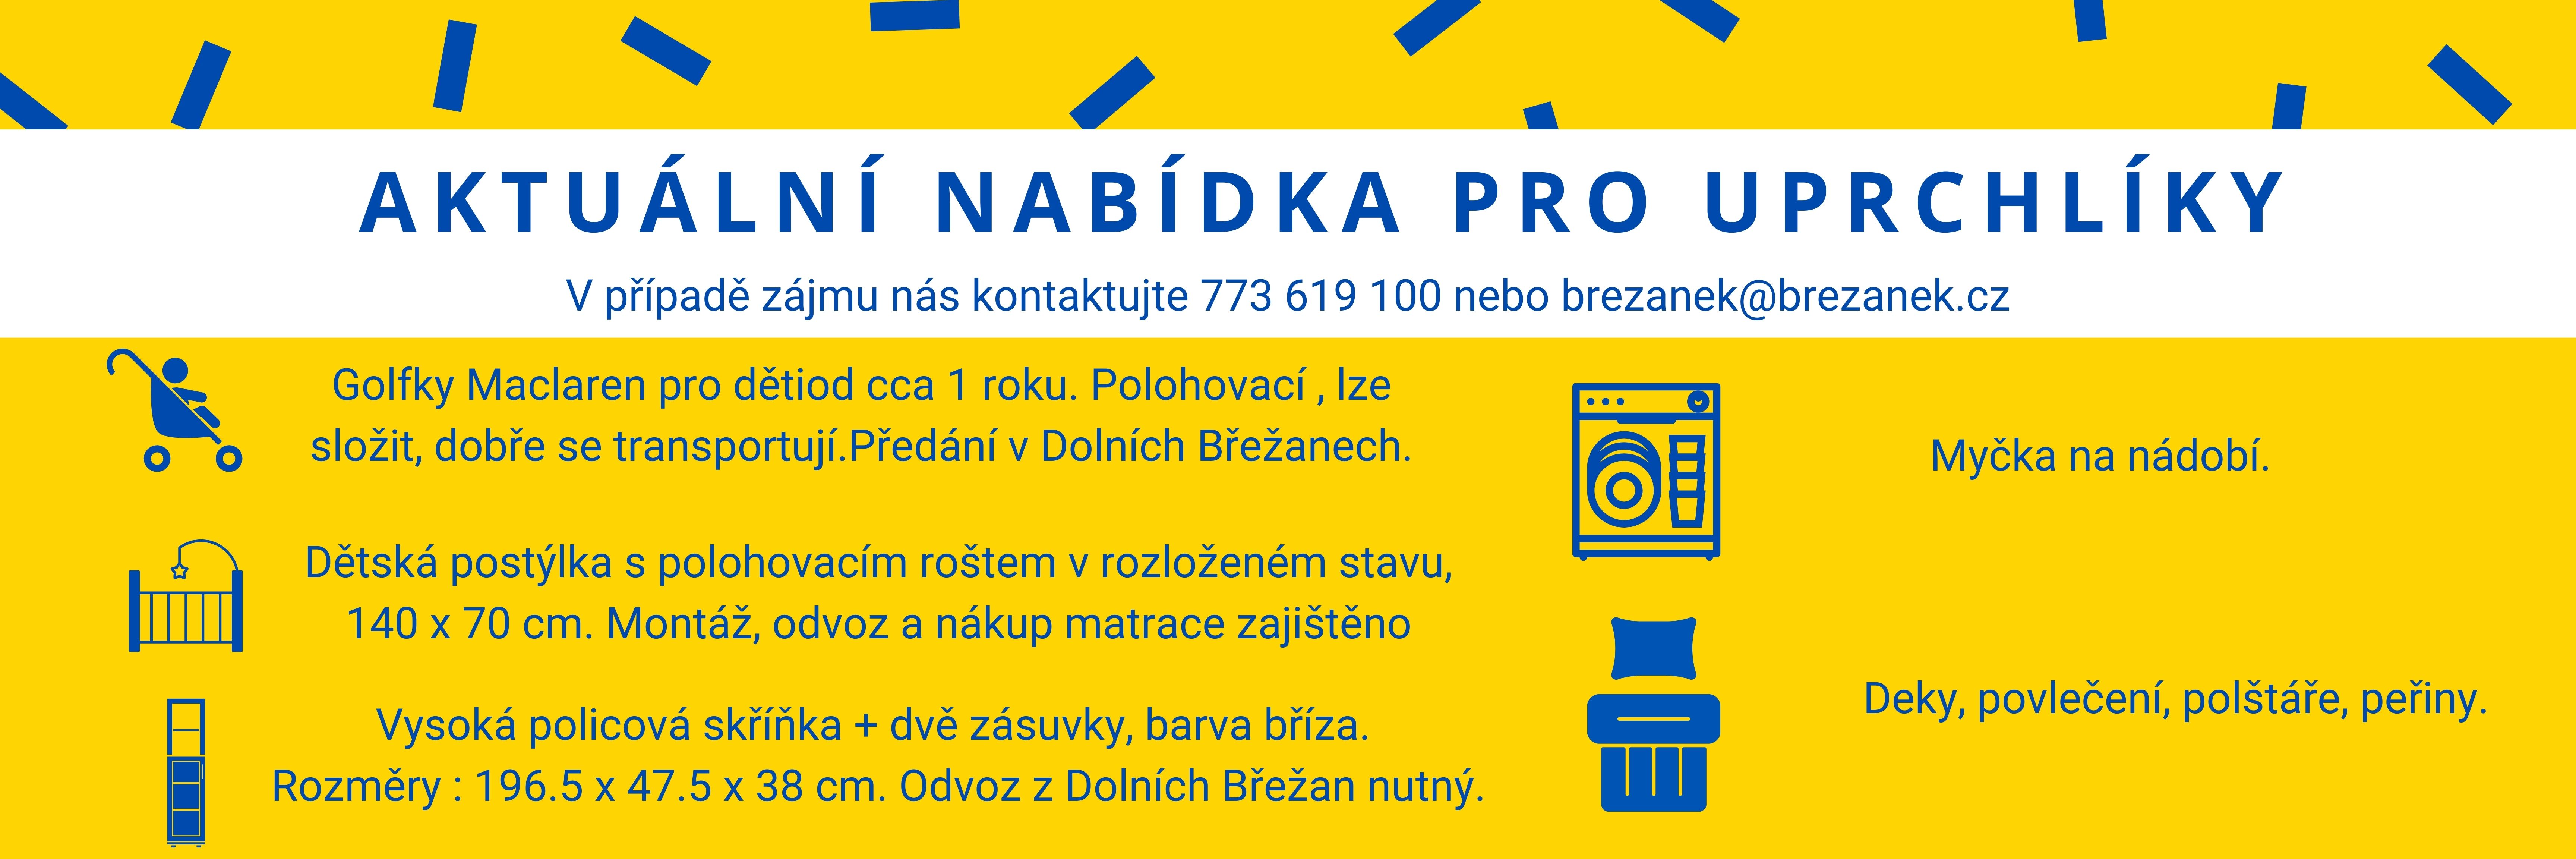 AKTUÁLNÍ NABÍDKA PRO UPRCHLÍKY
V případě zájmu nás kontaktujte 773 619 100 nebo brezanek@brezanek.cz
Golfky Maclaren pro dětiod cca 1 roku. Polohovací , lze
složit, dobře se transportují.Předání v Dolních Břežanech.
Dětská postýlka s polohovacím roštem v rozloženém stavu,
140 x 70 cm. Montáž, odvoz a nákup matrace zajištěno
Vysoká policová skříňka + dvě zásuvky, barva bříza.
Rozměry : 196.5 x 47.5 x 38 cm. Odvoz z Dolních Břežan nutný.
Myčka na nádobí.
Deky, povlečení, polštáře, peřiny.